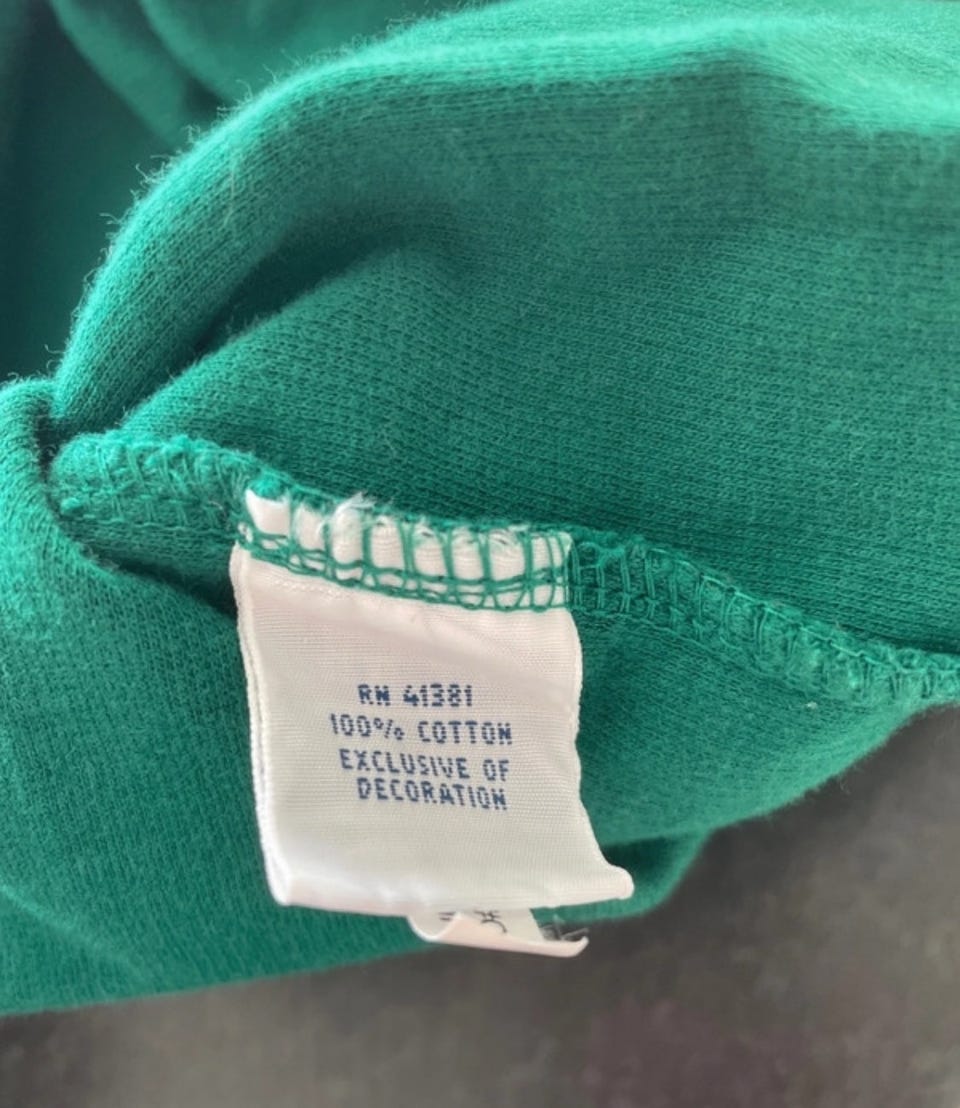 RN 41381
100% COTTON
EXCLUSIVE OF
DECORATION